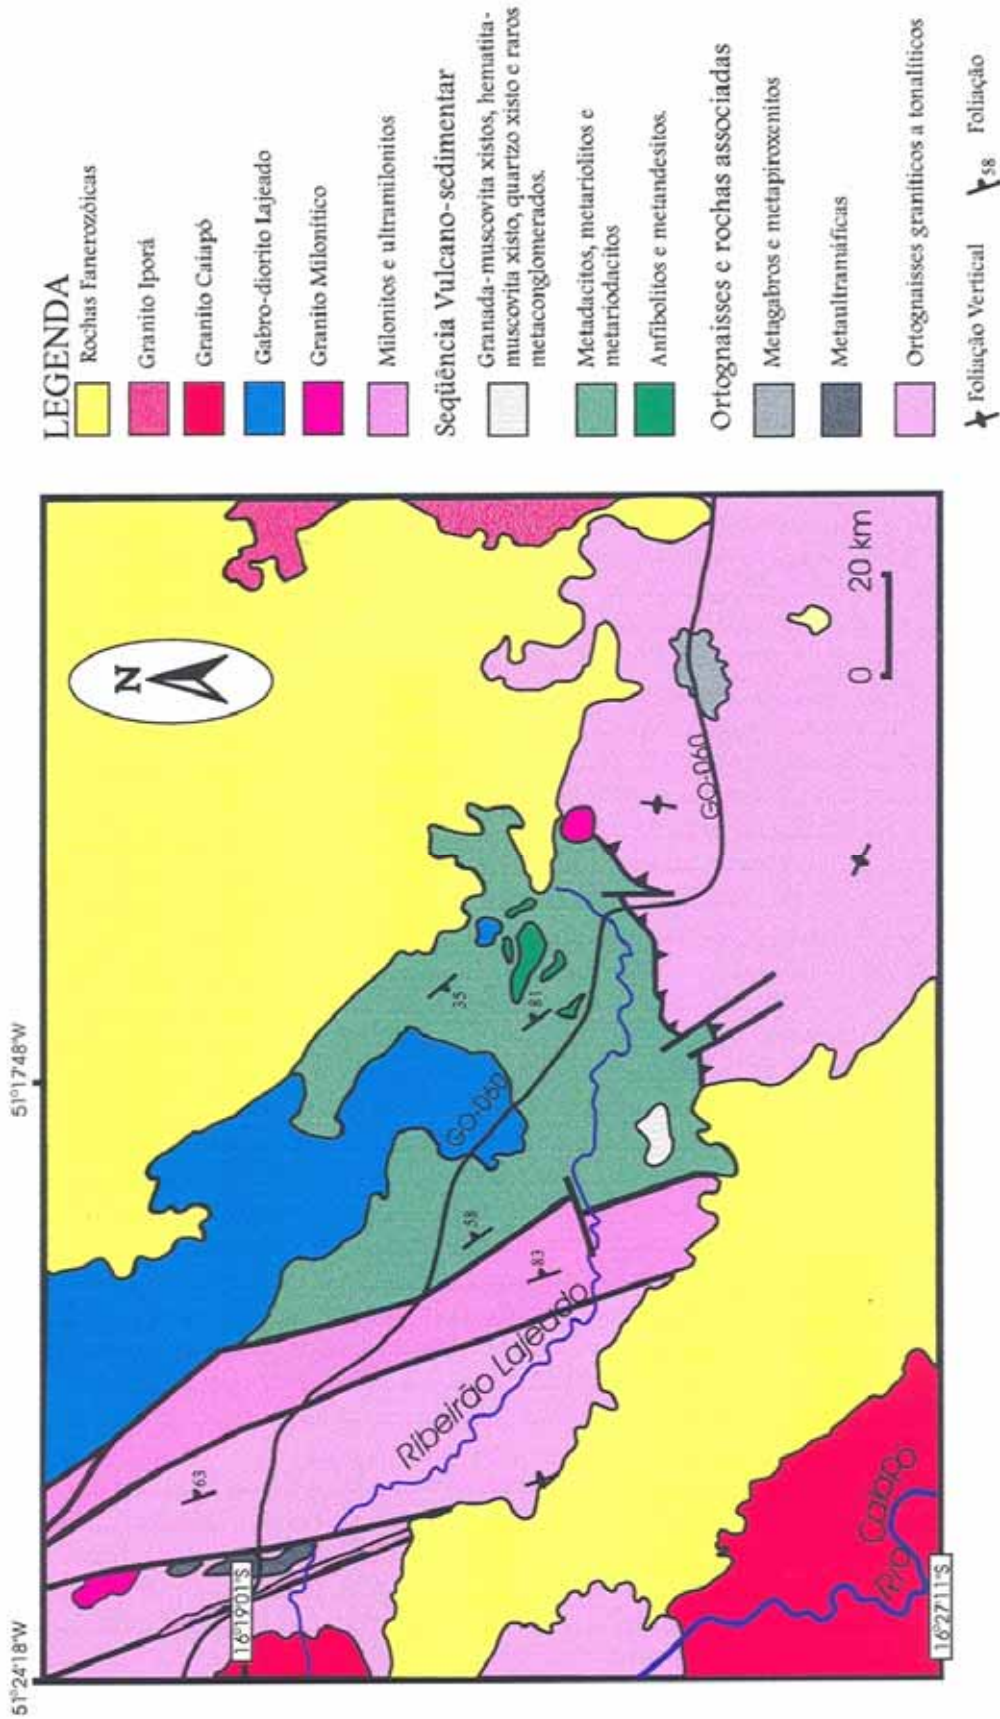 51°24'18"W
51°17'48"W
N
16°19'01"S
16°27'11"S
63
58
83
35
81
GO-060
GO-060
Ribeirão Lajeado
Rio Caiapó
0 20 km
LEGENDA
Rochas Fanerozóicas
Granito Iporá
Granito Caiapó
Gabro-diorito Lajeado
Granito Milonítico
Milonitos e ultramilonitos
Seqüência Vulcano-sedimentar
Granada-muscovita xistos, hematita-
muscovita xisto, quartzo xisto e raros
metaconglomerados.
Metadacitos, metariolitos e
metariodacitos
Anfibolitos e metandesitos.
Ortognaisses e rochas associadas
Metagabros e metapiroxenitos
Metaultramáficas
Ortognaisses graníticos a tonalíticos
Foliação Vertical
58 Foliação